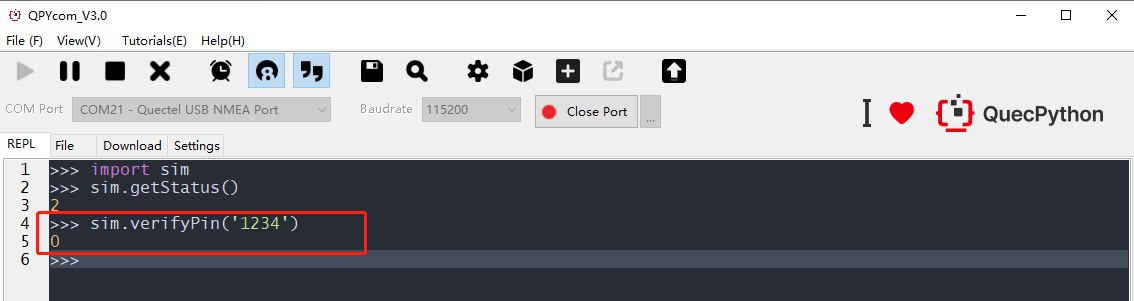 QPYcom_V3.0
File (F) View(V) Tutorials(E) Help(H)
COM Port COM21 - Quectel USB NMEA Port Baudrate 115200 Close Port ... QuecPython
REPL File Download Settings
1 >>> import sim
2 >>> sim.getStatus()
3 2
4 >>> sim.verifyPin('1234')
5 0
6 >>>